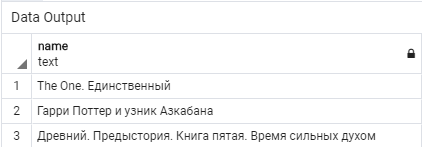 Data Output
name
text
1 The One. Единственный
2 Гарри Поттер и узник Азкабана
3 Древний. Предыстория. Книга пятая. Время сильных духом